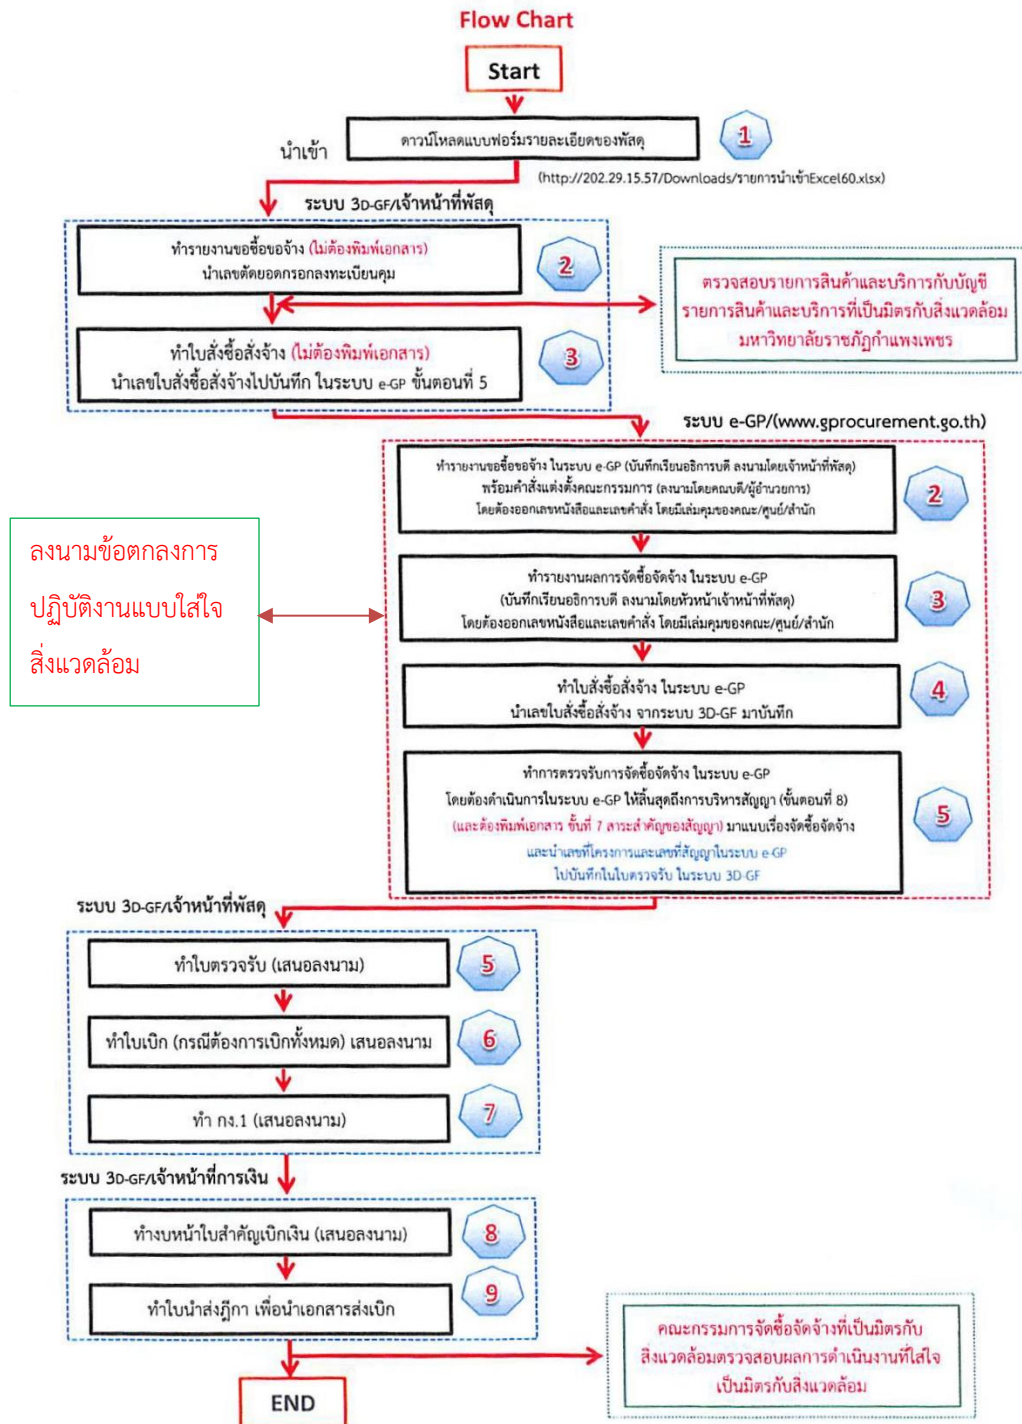 Flow Chart
Start
ดาวน์โหลดแบบฟอร์มรายละเอียดของพัสดุ
1
นำเข้า
(http://202.29.15.57/Downloads/รายการนำเข้าExcel60.xlsx)
ระบบ 3D-GF/เจ้าหน้าที่พัสดุ
ทำรายงานขอซื้อขอจ้าง (ไม่ต้องพิมพ์เอกสาร)
นำเลขตัดยอดกรอกลงทะเบียนคุม
2
ตรวจสอบรายการสินค้าและบริการกับบัญชี
รายการสินค้าและบริการที่เป็นมิตรกับสิ่งแวดล้อม
มหาวิทยาลัยราชภัฏกำแพงเพชร
ทำใบสั่งซื้อสั่งจ้าง (ไม่ต้องพิมพ์เอกสาร)
นำเลขใบสั่งซื้อสั่งจ้างไปบันทึก ในระบบ e-GP ขั้นตอนที่ 5
3
ระบบ e-GP/(www.gprocurement.go.th)
ทำรายงานขอซื้อขอจ้าง ในระบบ e-GP (บันทึกเรียนอธิการบดี ลงนามโดยเจ้าหน้าที่พัสดุ)
พร้อมคำสั่งแต่งตั้งคณะกรรมการ (ลงนามโดยคณบดี/ผู้อำนวยการ)
โดยต้องออกเลขหนังสือและเลขคำสั่ง โดยมีเล่มคุมของคณะ/ศูนย์/สำนัก
2
ลงนามข้อตกลงการ
ปฏิบัติงานแบบใส่ใจ
สิ่งแวดล้อม
ทำรายงานผลการจัดซื้อจัดจ้าง ในระบบ e-GP
(บันทึกเรียนอธิการบดี ลงนามโดยหัวหน้าเจ้าหน้าที่พัสดุ)
โดยต้องออกเลขหนังสือและเลขคำสั่ง โดยมีเล่มคุมของคณะ/ศูนย์/สำนัก
3
ทำใบสั่งซื้อสั่งจ้าง ในระบบ e-GP
นำเลขใบสั่งซื้อสั่งจ้าง จากระบบ 3D-GF มาบันทึก
4
ทำการตรวจรับการจัดซื้อจัดจ้าง ในระบบ e-GP
โดยต้องดำเนินการในระบบ e-GP ให้สิ้นสุดถึงการบริหารสัญญา (ขั้นตอนที่ 8)
(และต้องพิมพ์เอกสาร ขั้นที่ 7 สาระสำคัญของสัญญา) มาแนบเรื่องจัดซื้อจัดจ้าง
และนำเลขที่โครงการและเลขที่สัญญาในระบบ e-GP
ไปบันทึกในใบตรวจรับ ในระบบ 3D-GF
5
ระบบ 3D-GF/เจ้าหน้าที่พัสดุ
ทำใบตรวจรับ (เสนอลงนาม)
5
ทำใบเบิก (กรณีต้องการเบิกทั้งหมด) เสนอลงนาม
6
ทำ กง.1 (เสนอลงนาม)
7
ระบบ 3D-GF/เจ้าหน้าที่การเงิน
ทำงบหน้าใบสำคัญเบิกเงิน (เสนอลงนาม)
8
ทำใบนำส่งฎีกา เพื่อนำเอกสารส่งเบิก
9
คณะกรรมการจัดซื้อจัดจ้างที่เป็นมิตรกับ
สิ่งแวดล้อมตรวจสอบผลการดำเนินงานที่ใส่ใจ
เป็นมิตรกับสิ่งแวดล้อม
END